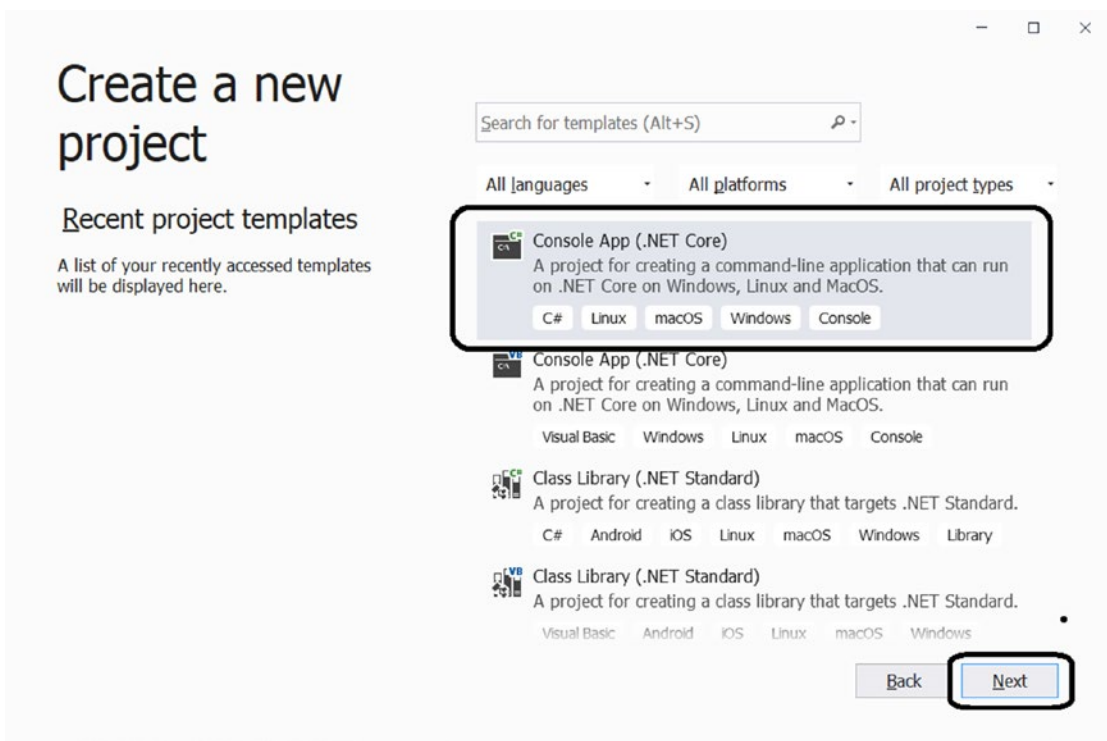 Create a new
project
Recent project templates
A list of your recently accessed templates
will be displayed here.
Search for templates (Alt+S)
All languages All platforms All project types
C#
C:\
Console App (.NET Core)
A project for creating a command-line application that can run
on .NET Core on Windows, Linux and MacOS.
C# Linux macOS Windows Console
VB
C:\
Console App (.NET Core)
A project for creating a command-line application that can run
on .NET Core on Windows, Linux and MacOS.
Visual Basic Windows Linux macOS Console
C#
Class Library (.NET Standard)
A project for creating a class library that targets .NET Standard.
C# Android iOS Linux macOS Windows Library
VB
Class Library (.NET Standard)
A project for creating a class library that targets .NET Standard.
Visual Basic Android iOS Linux macOS Windows
Back Next